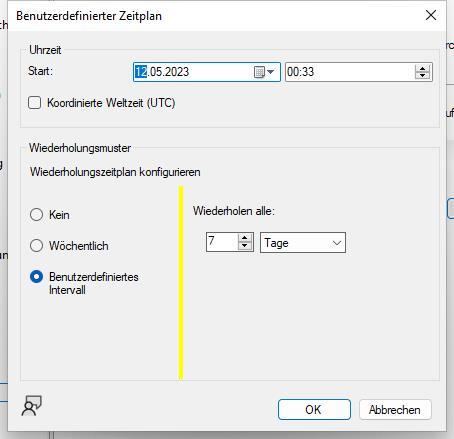 Benutzerdefinierter Zeitplan
Uhrzeit
Start:
12.05.2023
00:33
Koordinierte Weltzeit (UTC)
Wiederholungsmuster
Wiederholungszeitplan konfigurieren
Kein
Wöchentlich
Benutzerdefiniertes
Intervall
Wiederholen alle:
7
Tage
OK
Abbrechen